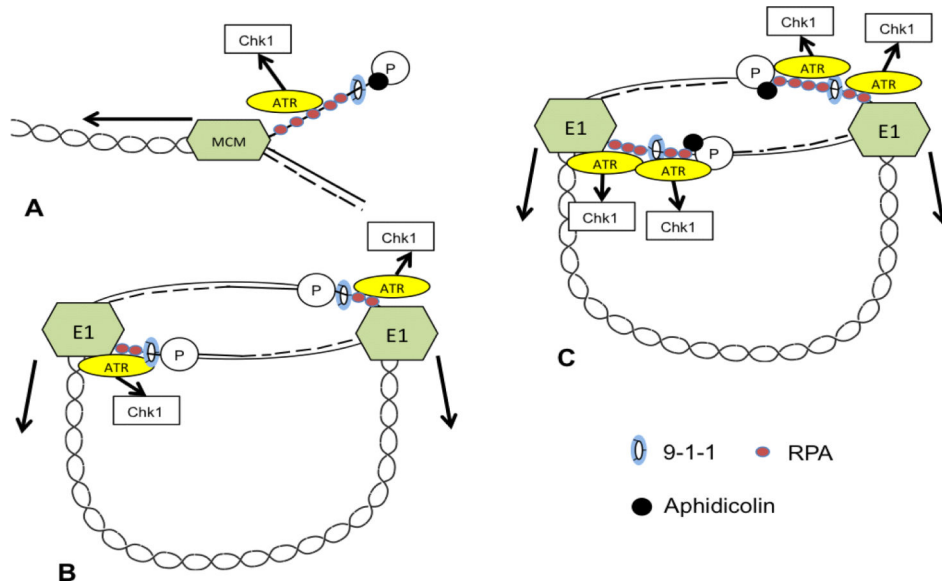 Chk1
P
ATR
MCM
A
Chk1
ATR
P
E1
E1
P
ATR
Chk1
B
Chk1
Chk1
P
ATR
ATR
E1
E1
ATR
P
ATR
Chk1
Chk1
C
9-1-1
RPA
Aphidicolin